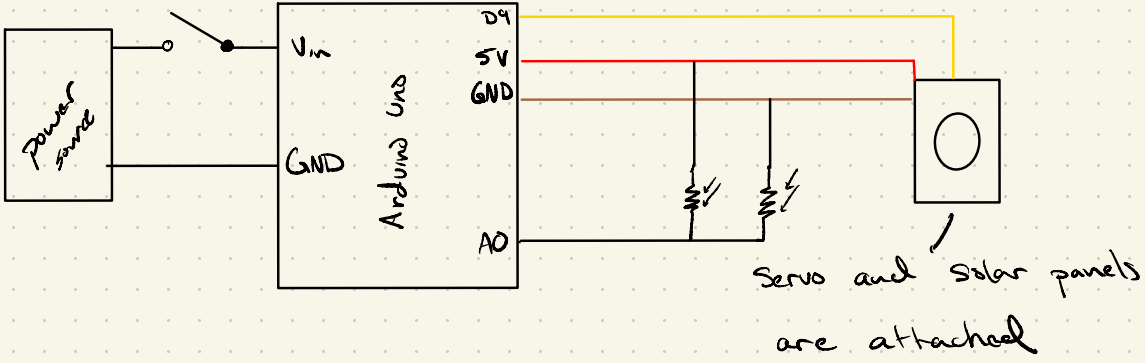 Power
source
Vin
GND
Arduino Uno
D9
5V
GND
A0
Servo and solar panels
are attached